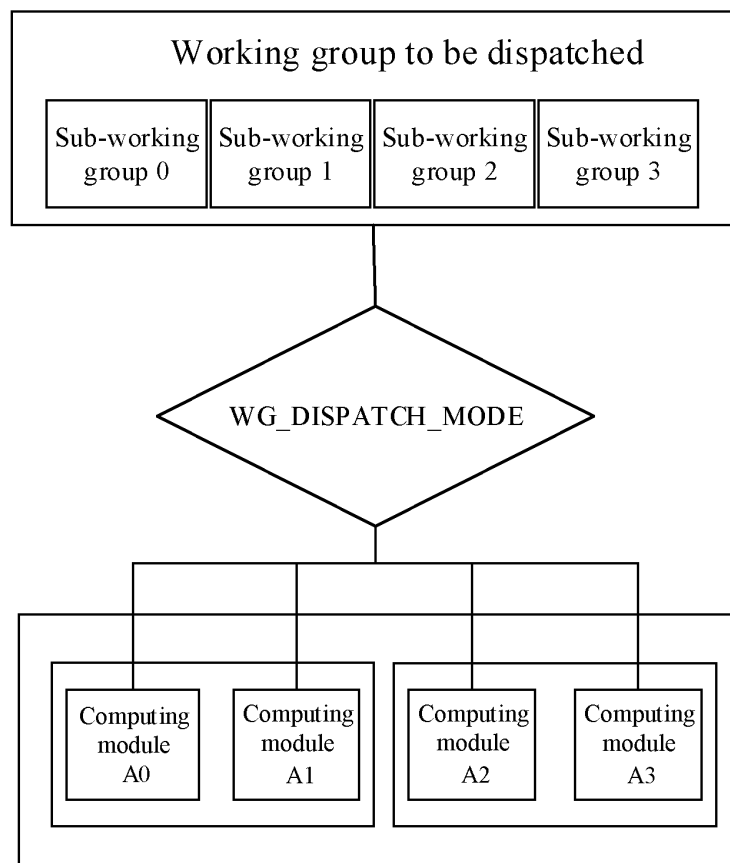 Working group to be dispatched
Sub-working group 0
Sub-working group 1
Sub-working group 2
Sub-working group 3
WG_DISPATCH_MODE
Computing module A0
Computing module A1
Computing module A2
Computing module A3